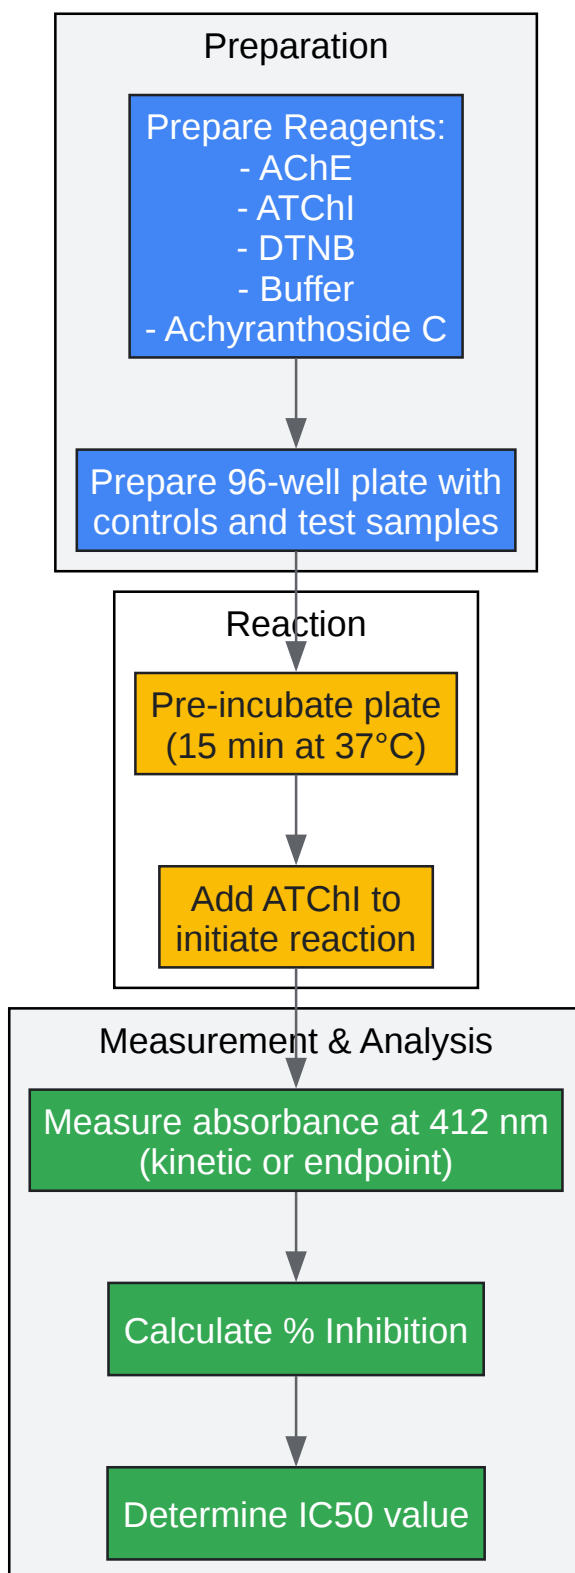 Preparation
Prepare Reagents:
- AChE
- ATChI
- DTNB
- Buffer
- Achyranthoside C
Prepare 96-well plate with
controls and test samples
Reaction
Pre-incubate plate
(15 min at 37°C)
Add ATChI to
initiate reaction
Measurement & Analysis
Measure absorbance at 412 nm
(kinetic or endpoint)
Calculate % Inhibition
Determine IC50 value